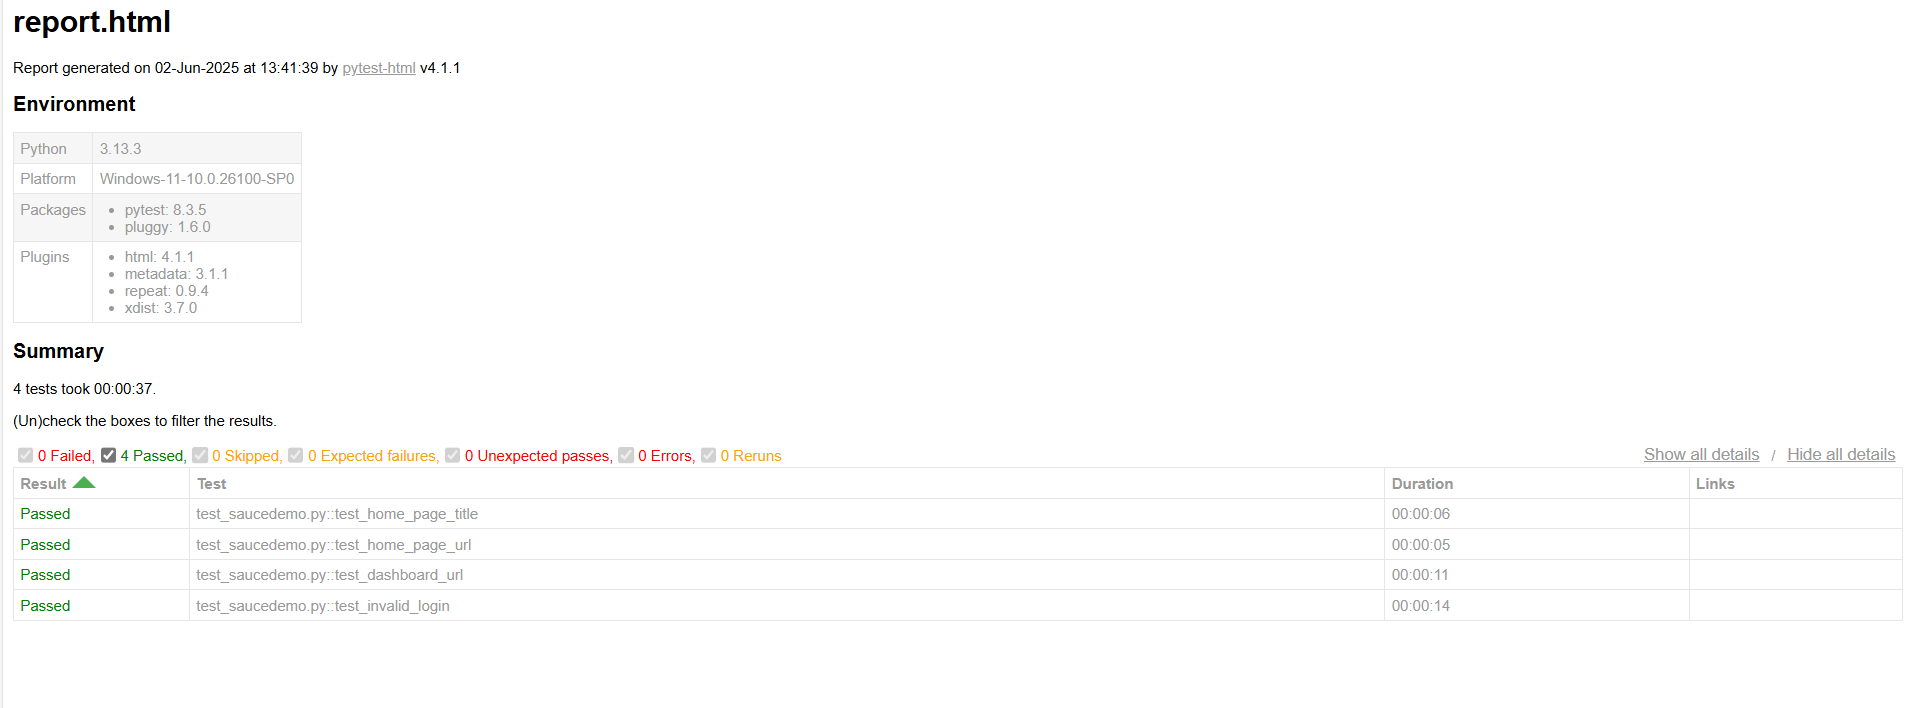 report.html
Report generated on 02-Jun-2025 at 13:41:39 by pytest-html v4.1.1
Environment
Python 3.13.3
Platform Windows-11-10.0.26100-SP0
Packages
pytest: 8.3.5
pluggy: 1.6.0
Plugins
html: 4.1.1
metadata: 3.1.1
repeat: 0.9.4
xdist: 3.7.0
Summary
4 tests took 00:00:37.
(Un)check the boxes to filter the results.
0 Failed, 4 Passed, 0 Skipped, 0 Expected failures, 0 Unexpected passes, 0 Errors, 0 Reruns Show all details / Hide all details
Result Test Duration Links
Passed test_saucedemo.py::test_home_page_title 00:00:06
Passed test_saucedemo.py::test_home_page_url 00:00:05
Passed test_saucedemo.py::test_dashboard_url 00:00:11
Passed test_saucedemo.py::test_invalid_login 00:00:14